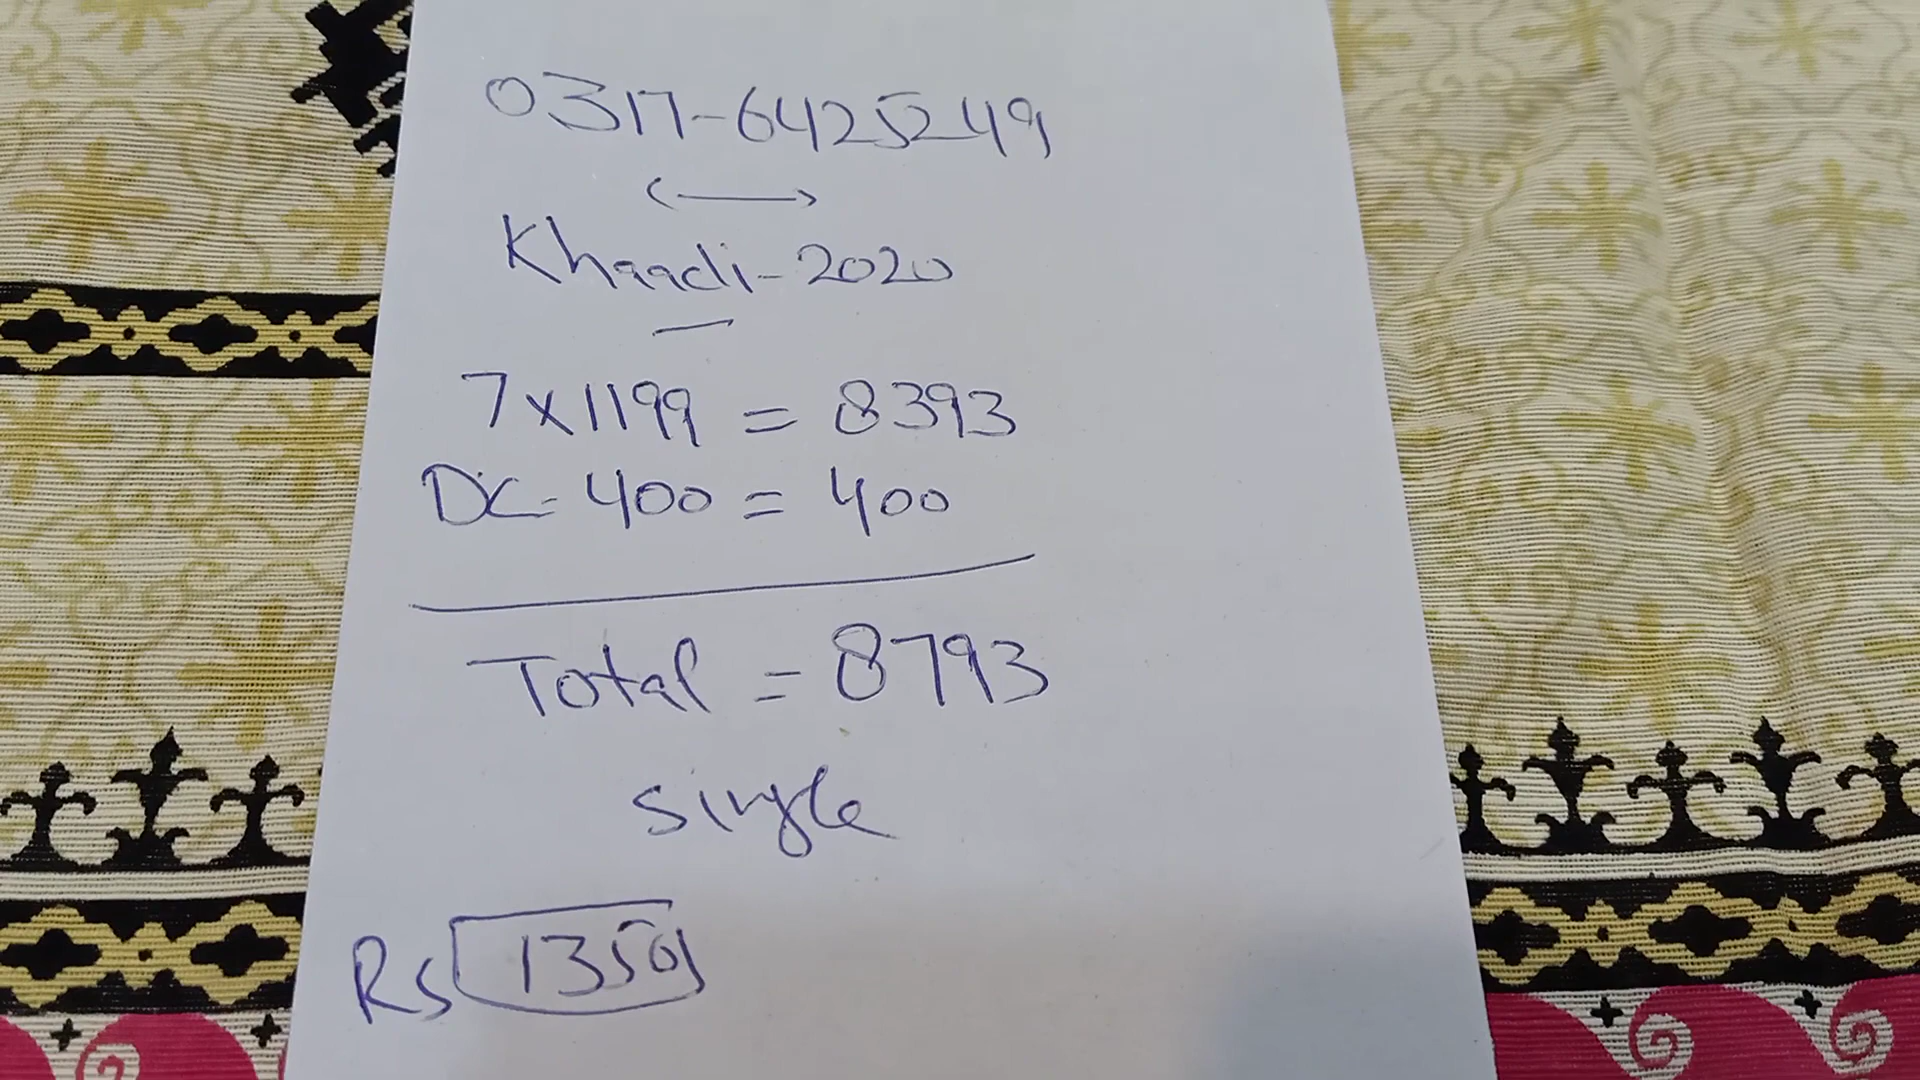 0317-6425249
Khaadi-2020
7x1199 = 8393
DC-400 = 400
Total = 8793
single
Rs 1350